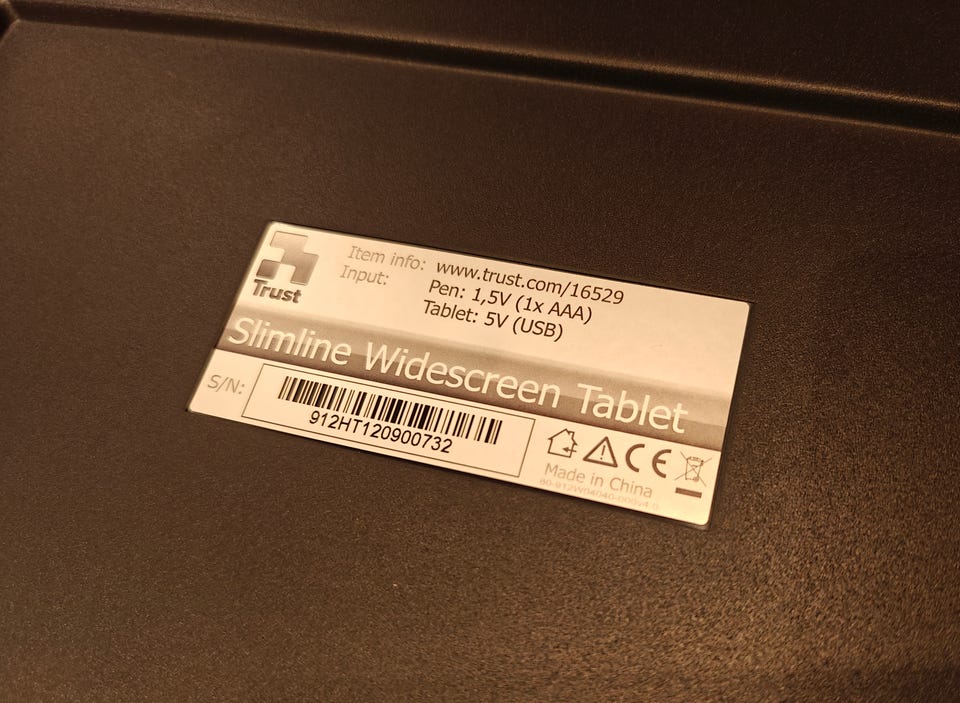 Trust
Item info: www.trust.com/16529
Input: Pen: 1,5V (1x AAA)
Tablet: 5V (USB)
Slimline Widescreen Tablet
S/N:
912HT120900732
CE
Made in China